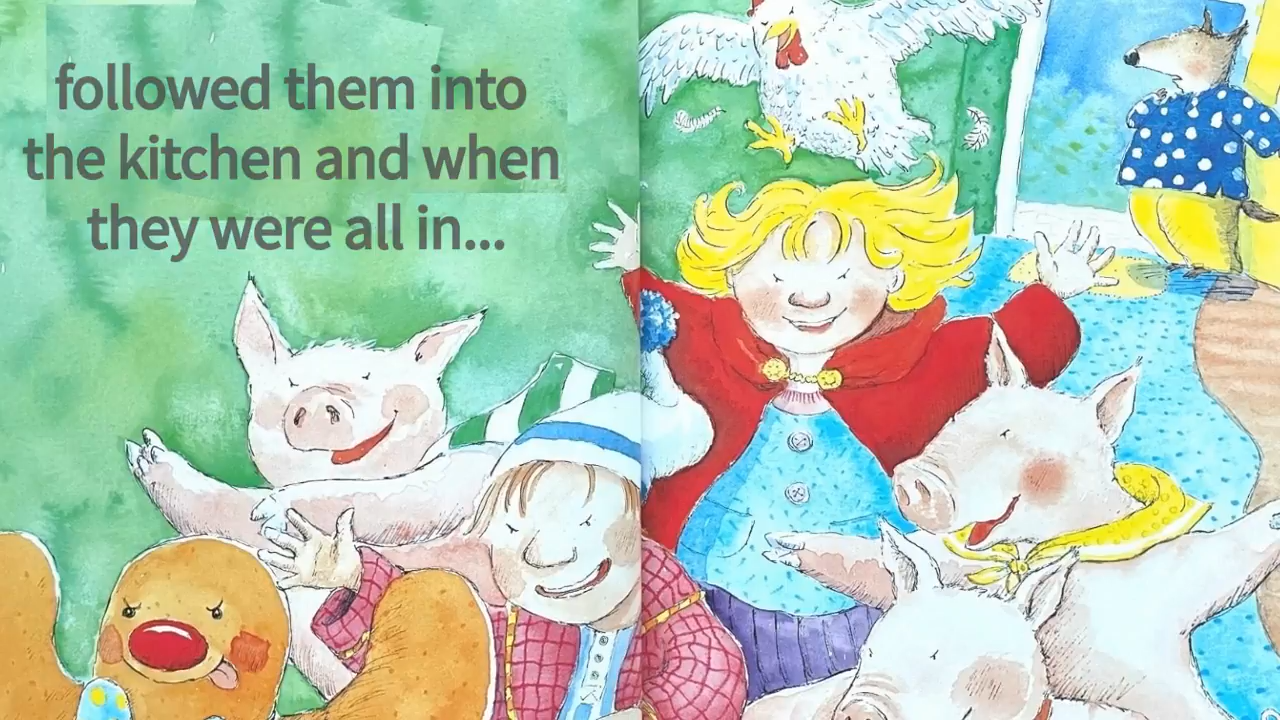 followed them into
the kitchen and when
they were all in...